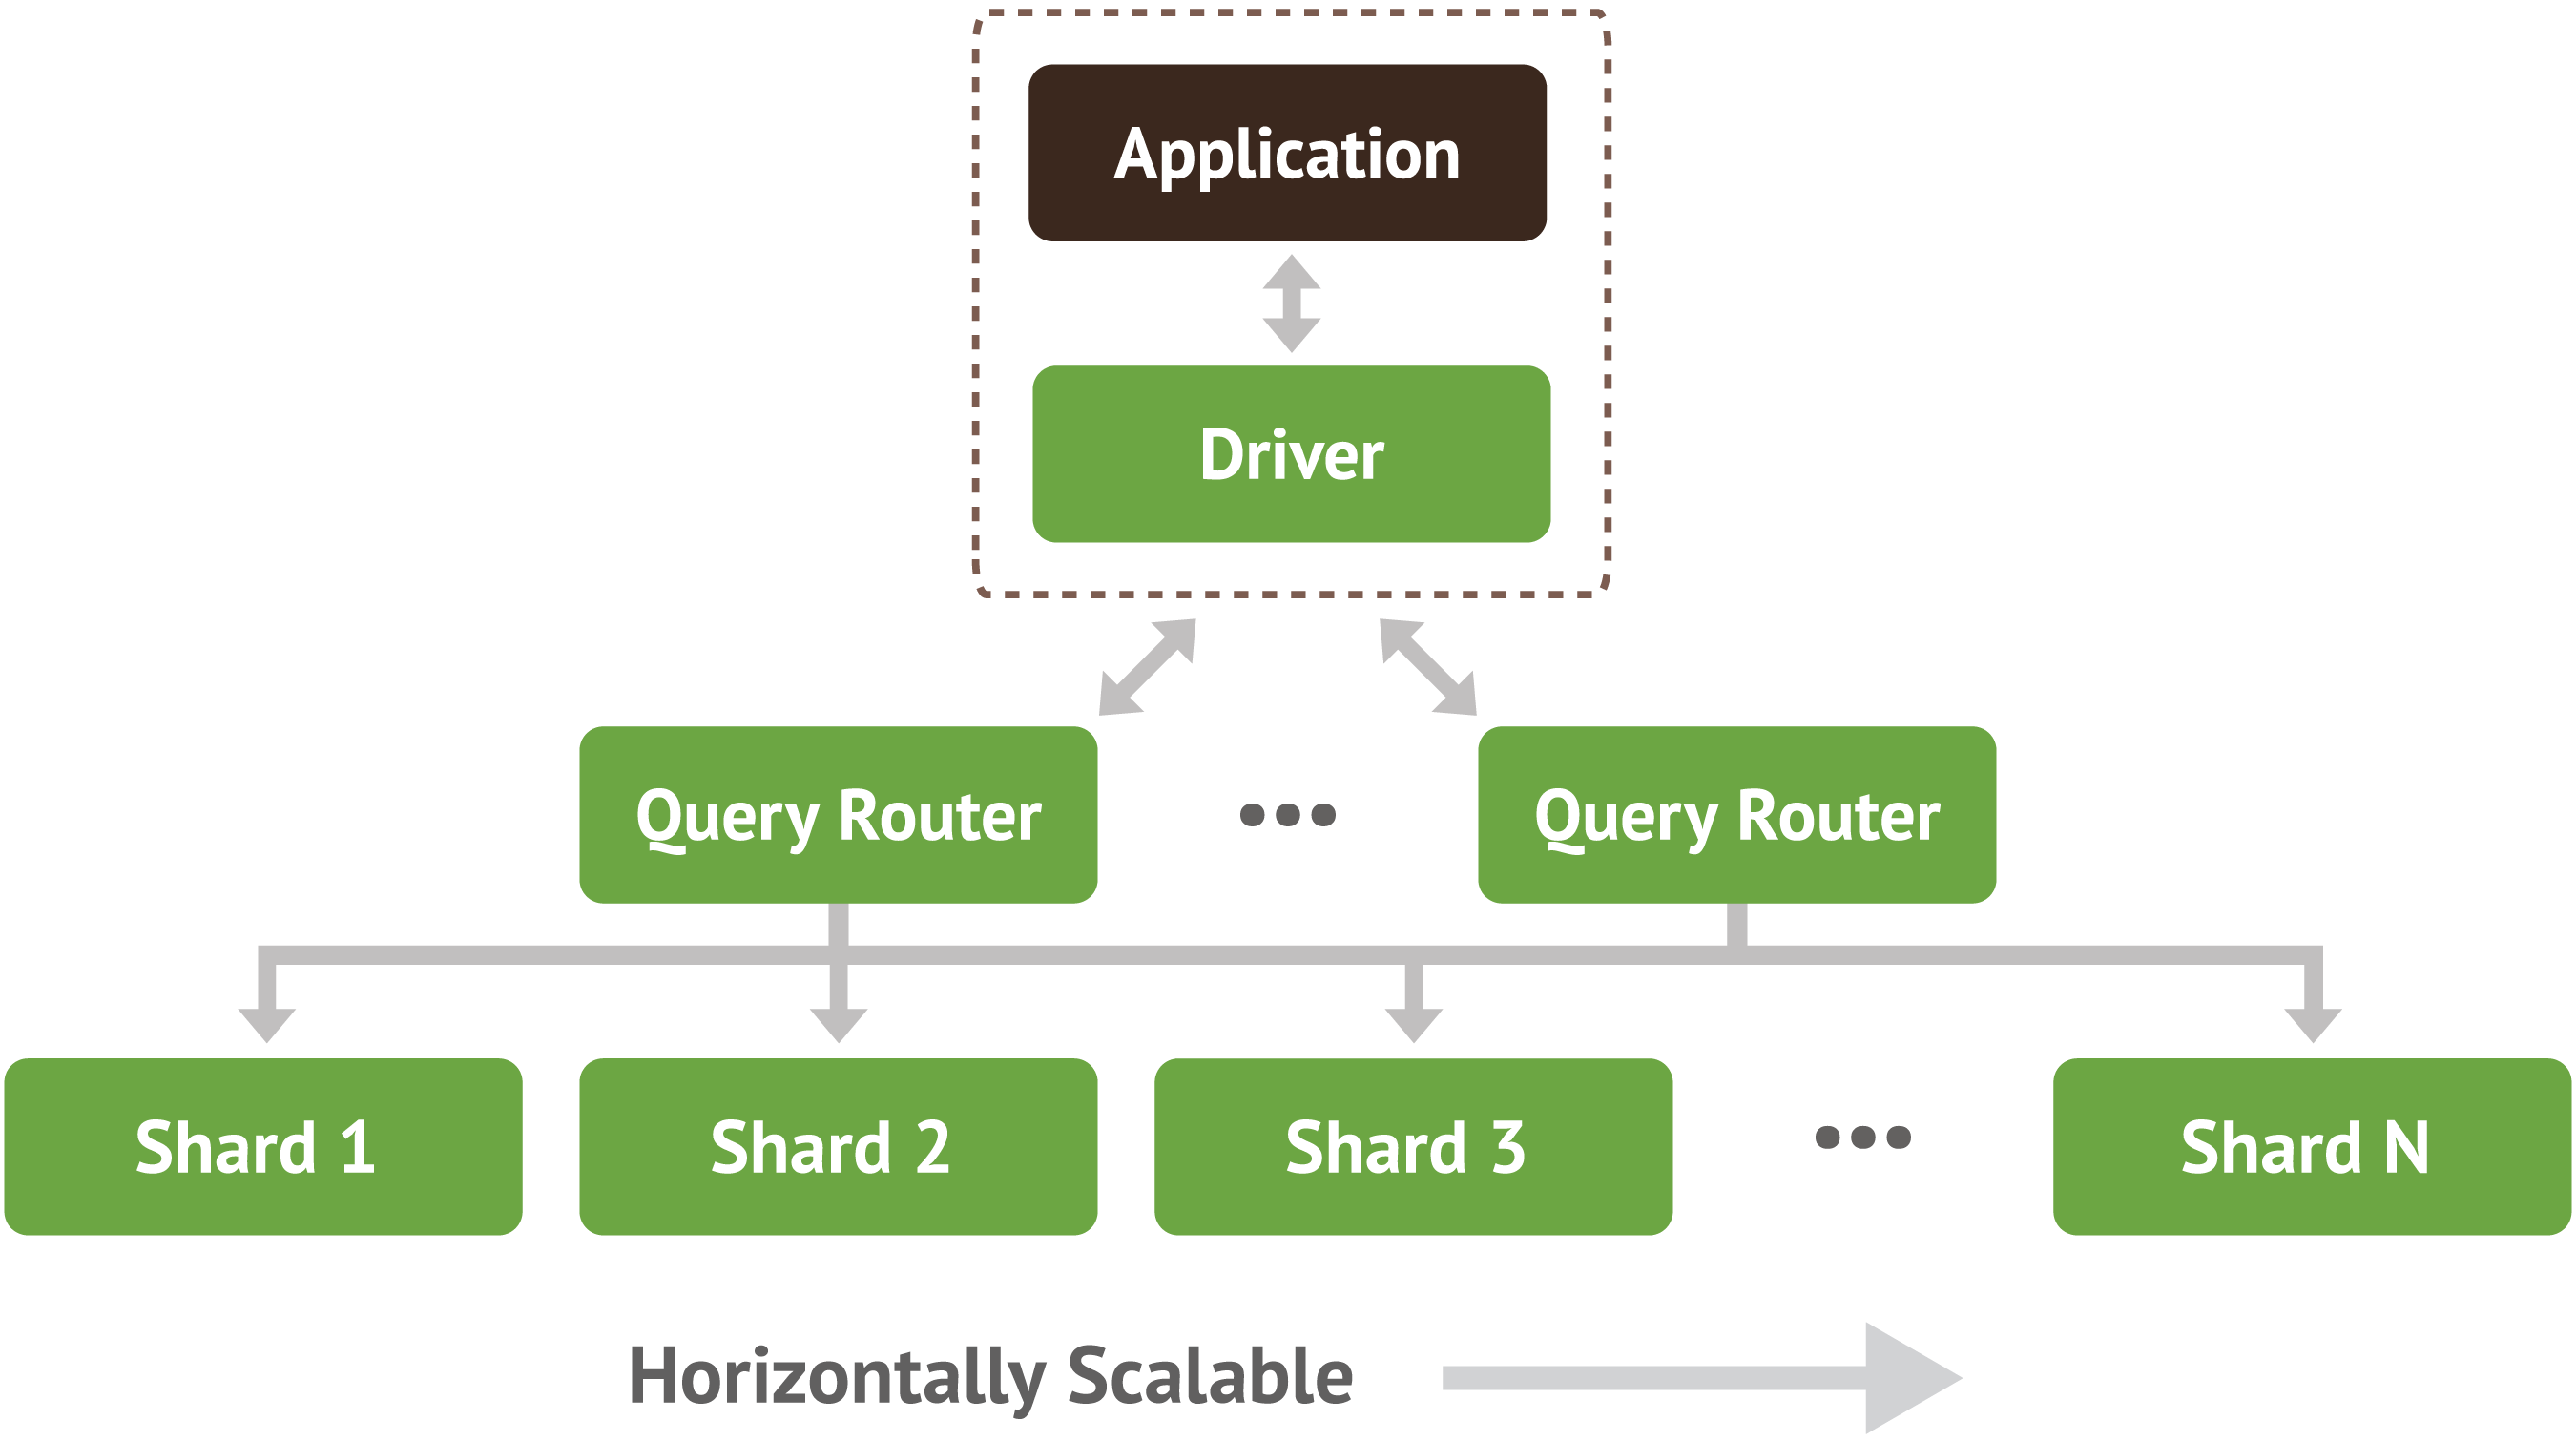 Application
Driver
Query Router
Query Router
Shard 1
Shard 2
Shard 3
Shard N
Horizontally Scalable